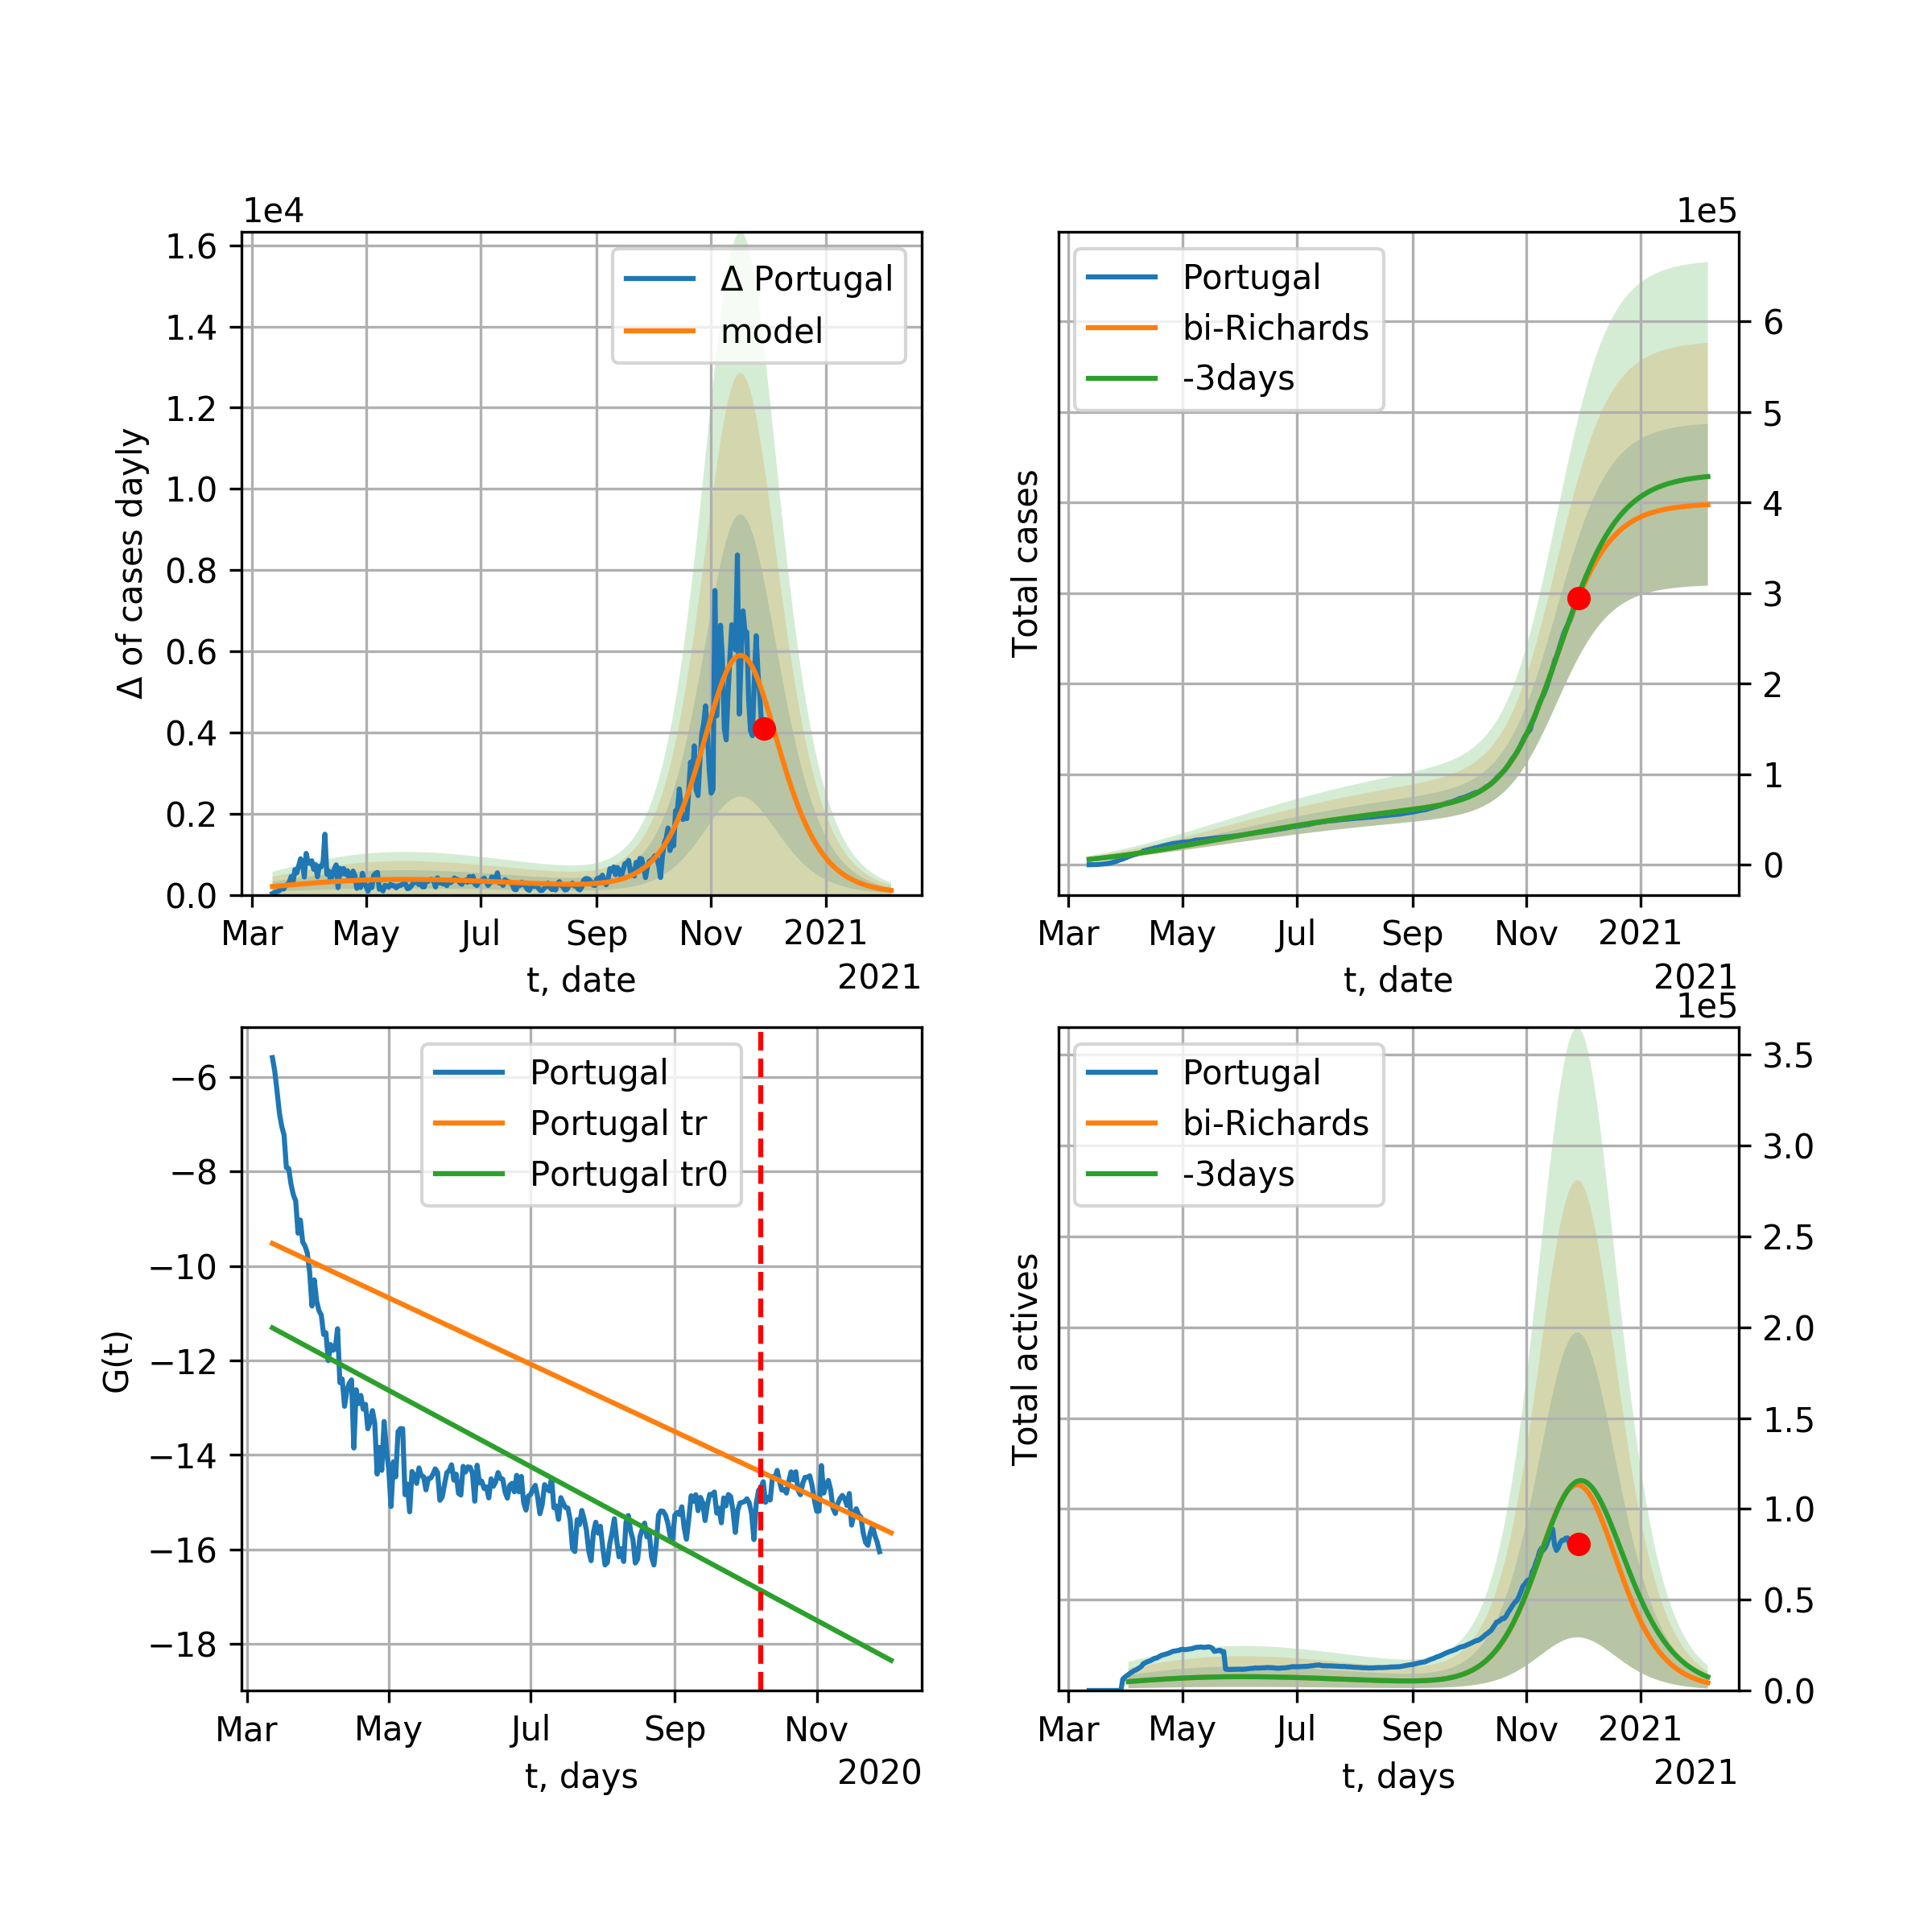 1e4
1.6
1.4
1.2
1.0
0.8
0.6
0.4
0.2
0.0
Δ of cases dayly
Δ Portugal
model
Mar May Jul Sep Nov 2021
t, date
2021
1e5
Portugal
bi-Richards
-3days
Total cases
6
5
4
3
2
1
0
Mar May Jul Sep Nov 2021
t, date
2021
−6
−8
−10
−12
−14
−16
−18
G(t)
Portugal
Portugal tr
Portugal tr0
Mar May Jul Sep Nov
t, days
2020
1e5
Portugal
bi-Richards
-3days
Total actives
3.5
3.0
2.5
2.0
1.5
1.0
0.5
0.0
Mar May Jul Sep Nov 2021
t, days
2021